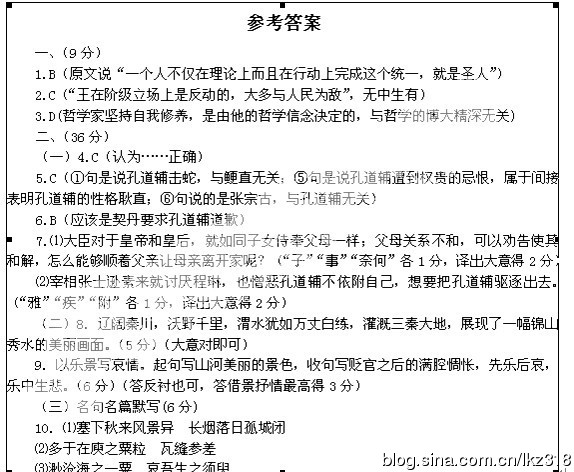 参考答案
一、（9分）
1.B（原文说“一个人不仅在理论上而且在行动上完成这个统一，就是圣人”）
2.C（“王在阶级立场上是反动的，大多与人民为敌”，无中生有）
3.D(哲学家坚持自我修养，是由他的哲学信念决定的，与哲学的博大精深无关)
二、（36分）
（一）4.C（认为……正确）
5.C（①句是说孔道辅击蛇，与鲠直无关；⑤句是说孔道辅遭到权贵的忌恨，属于间接
表明孔道辅的性格耿直；⑥句说的是张宗古，与孔道辅无关）
6.B（应该是契丹要求孔道辅道歉）
7.⑴大臣对于皇帝和皇后，就如同子女侍奉父母一样；父母关系不和，可以劝告使其
和解，怎么能够顺着父亲让母亲离开家呢？（“子”“事”“奈何”各1分，译出大意得2分）
⑵宰相张士逊素来就讨厌程琳，也憎恶孔道辅不依附自己，想要把孔道辅驱逐出去。
（“雅”“疾”“附”各1分，译出大意得2分）
（二）8. 辽阔秦川，沃野千里，渭水犹如万丈白练，灌溉三秦大地，展现了一幅锦山
秀水的美丽画面。（5分）（大意对即可）
9. 以乐景写哀情。起句写山河美丽的景色，收句写贬官之后的满腔惆怅，先乐后哀，
乐中生悲。（6分）（答反衬也可，答借景抒情最高得3分）
（三）名句名篇默写(6分)
10. ⑴塞下秋来风景异 长烟落日孤城闭
⑵多于在庾之粟粒 瓦缝参差
⑶渺沧海之一粟 哀吾生之须臾
blog.sina.com.cn/lkz318